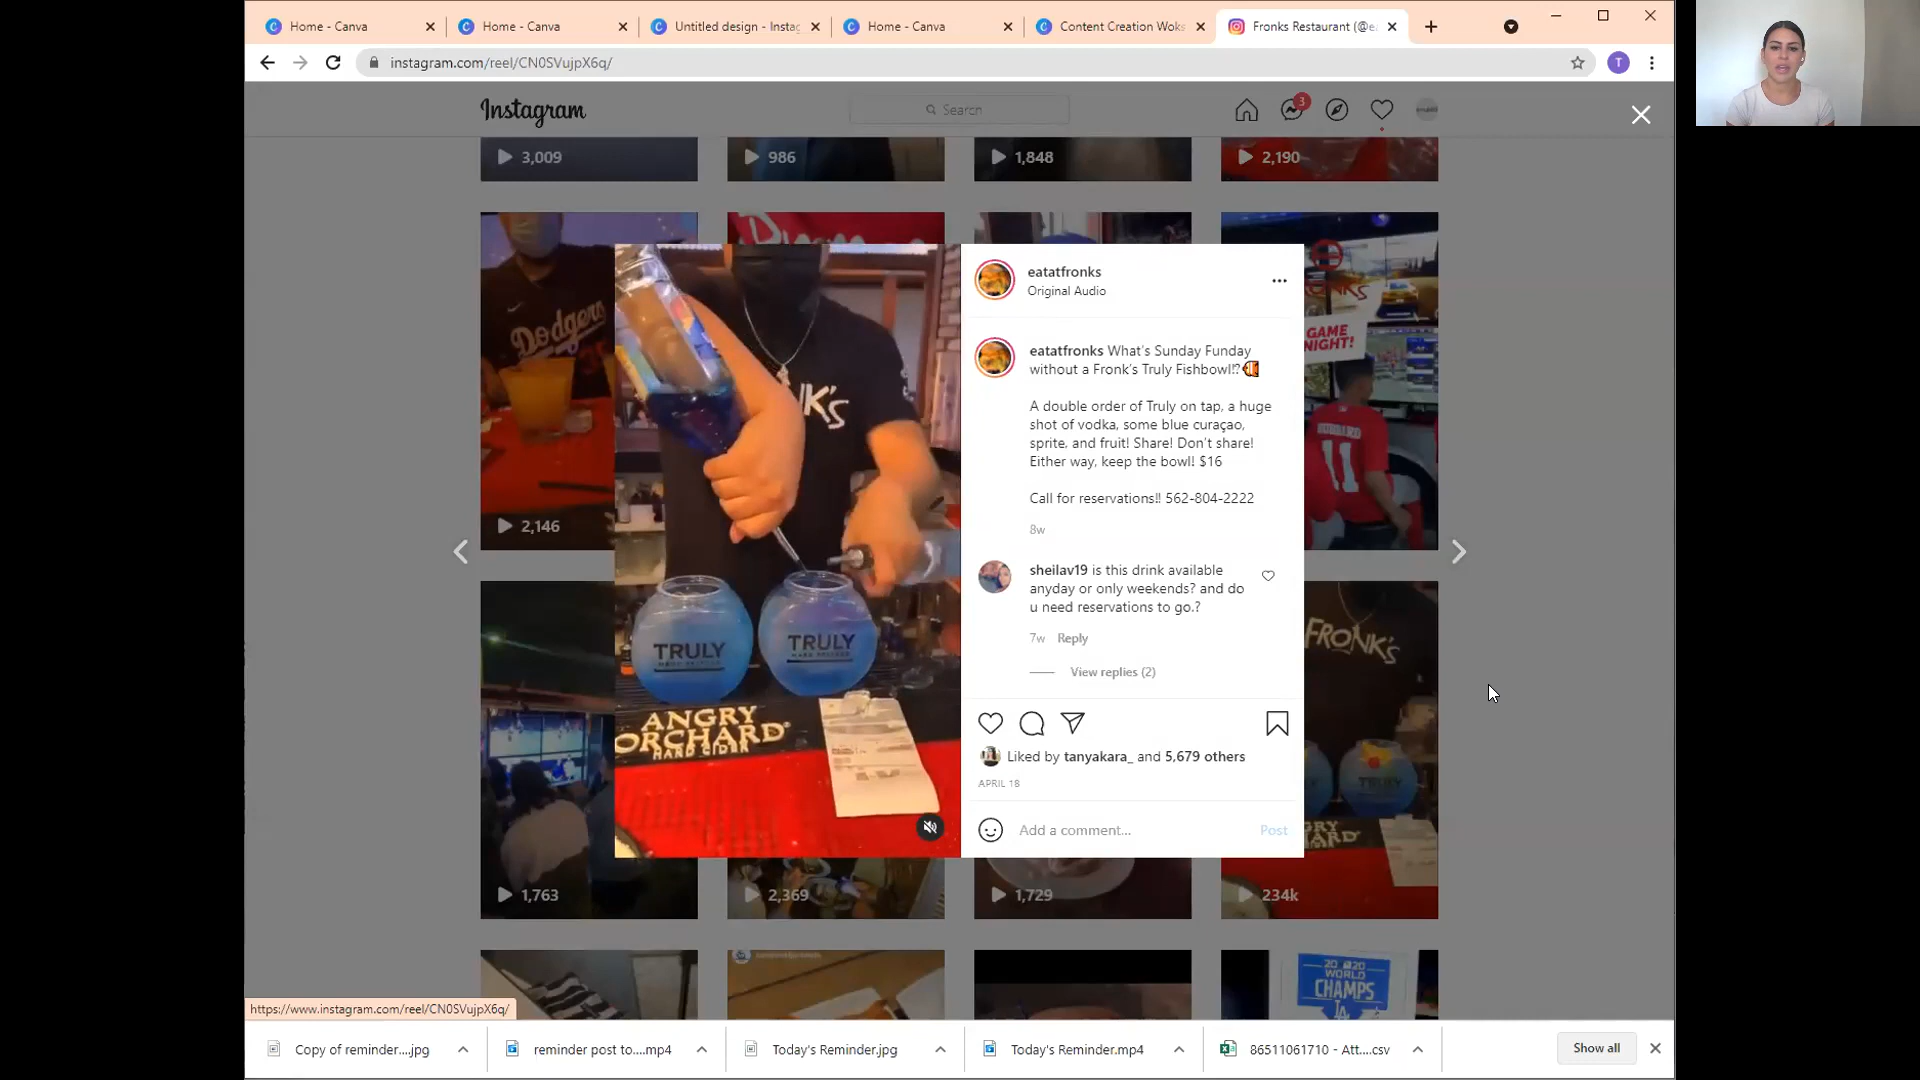 Home - Canva
Home - Canva
Untitled design - Instag
Home - Canva
Content Creation Woks
Fronks Restaurant (@ea
instagram.com/reel/CN0SVujpX6q/
T
Instagram
Search
3
3,009
986
1,848
2,190
Dodgers
GAME
NIGHT!
11
K'S
TRULY
TRULY
ANGRY
ORCHARD®
HARD CIDER
eatatfronks
Original Audio
eatatfronks What's Sunday Funday
without a Fronk's Truly Fishbowl!?
A double order of Truly on tap, a huge
shot of vodka, some blue curaçao,
sprite, and fruit! Share! Don't share!
Either way, keep the bowl! $16
Call for reservations!! 562-804-2222
8w
sheilav19 is this drink available
anyday or only weekends? and do
u need reservations to go.?
7w Reply
View replies (2)
Liked by tanyakara_ and 5,679 others
APRIL 18
Add a comment...
Post
2,146
FRONK'S
TRULY
ANGRY
1,763
2,369
1,729
234k
2020
WORLD
CHAMPS
LA
https://www.instagram.com/reel/CN0SVujpX6q/
Copy of reminder....jpg
reminder post to....mp4
Today's Reminder.jpg
Today's Reminder.mp4
86511061710 - Att....csv
Show all